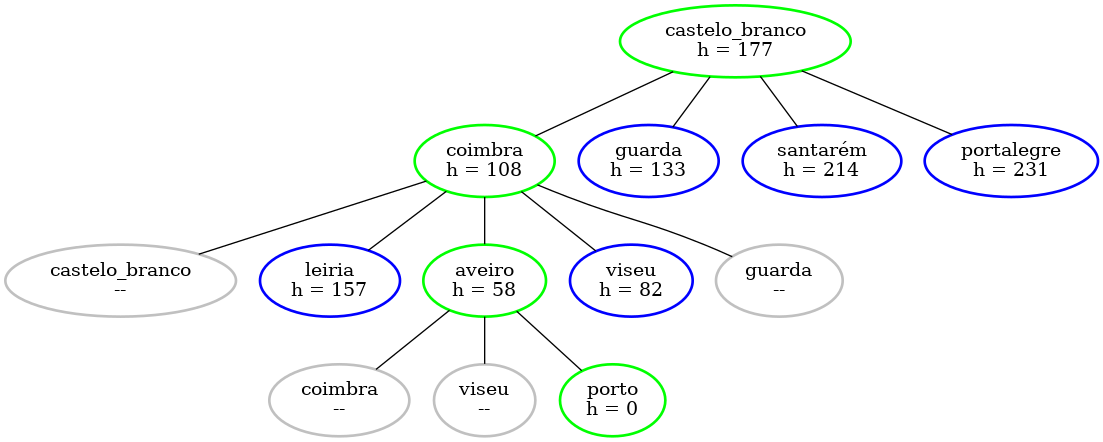 castelo_branco
h = 177
coimbra
h = 108
guarda
h = 133
santarém
h = 214
portalegre
h = 231
castelo_branco
--
leiria
h = 157
aveiro
h = 58
viseu
h = 82
guarda
--
coimbra
--
viseu
--
porto
h = 0